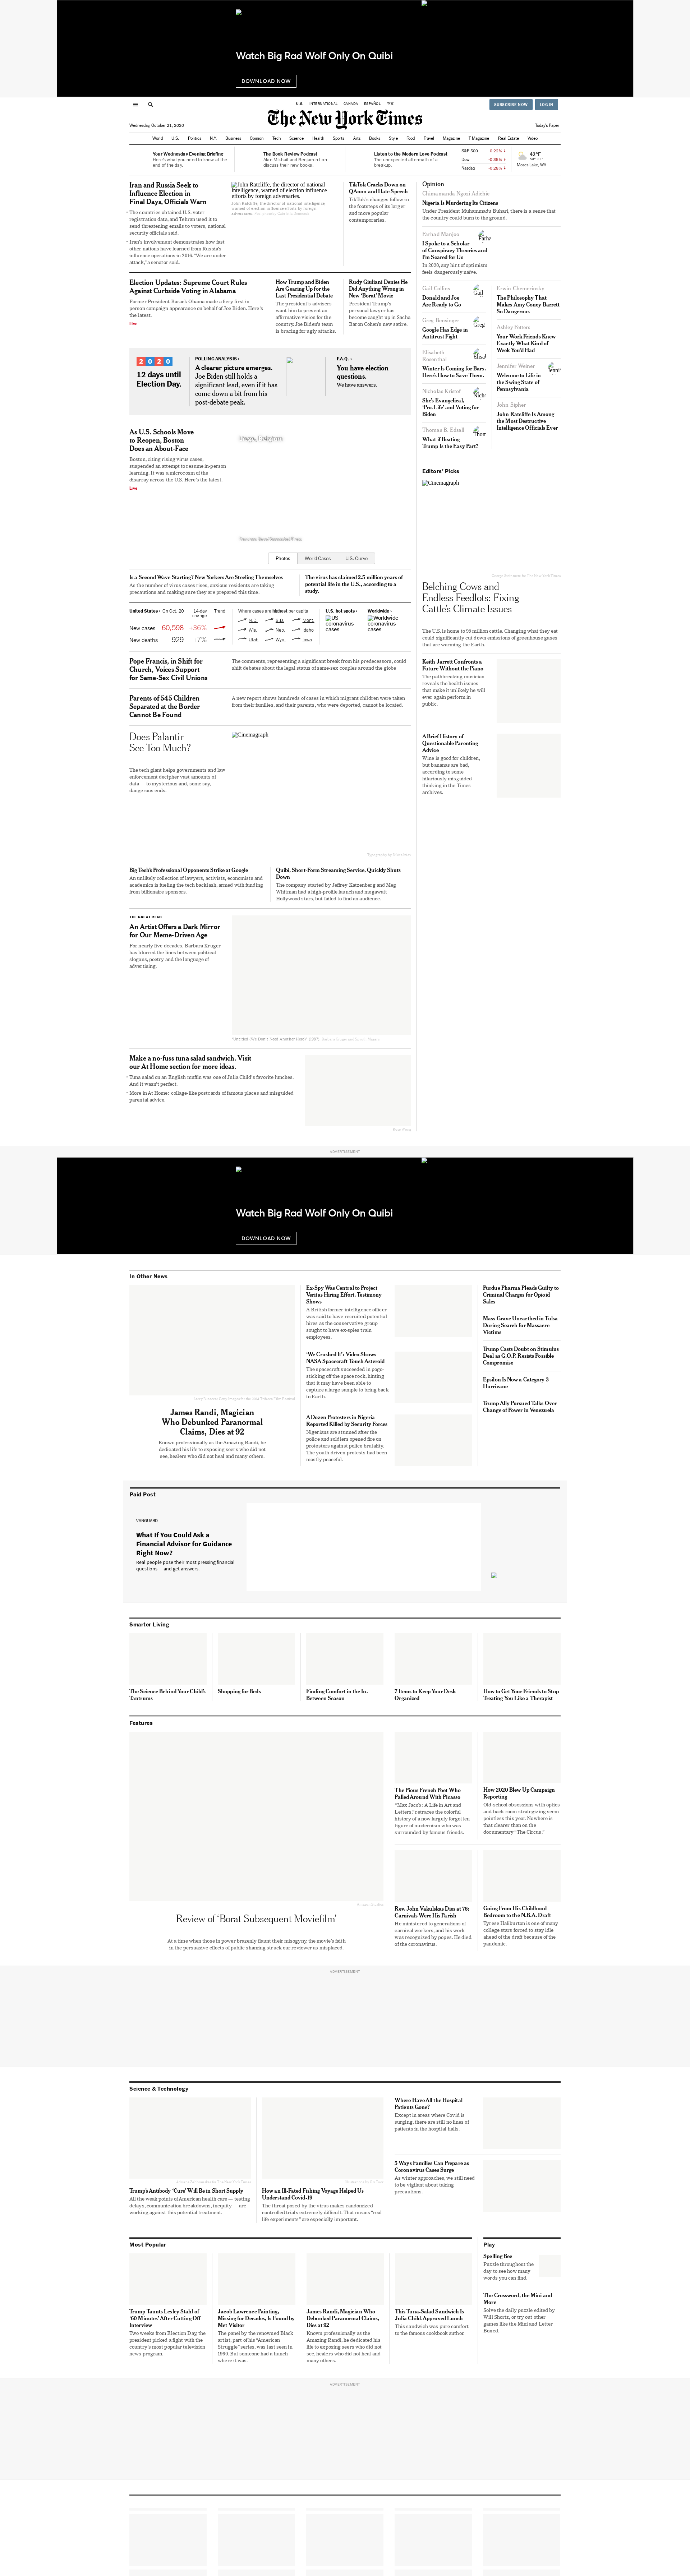 Watch Big Rad Wolf Only On Quibi
DOWNLOAD NOW
U.S. INTERNATIONAL CANADA ESPAÑOL 中文
SUBSCRIBE NOW
LOG IN
The New York Times
Wednesday, October 21, 2020
Today's Paper
World U.S. Politics N.Y. Business Opinion Tech Science Health Sports Arts Books Style Food Travel Magazine T Magazine Real Estate Video
Your Wednesday Evening Briefing
Here's what you need to know at the
end of the day.
The Book Review Podcast
discuss their new books.
Listen to the Modern Love Podcast
The unexpected aftermath of a
breakup.
S&P 500 -0.22%
Dow -0.35%
Nasdaq -0.28%
42°F
Moses Lake, WA
Iran and Russia Seek to
Influence Election in
Final Days, Officials Warn
The countries obtained U.S. voter
registration data, and Tehran used it to
send threatening emails to voters, national
security officials said.
Iran's involvement demonstrates how fast
other nations have learned from Russia's
influence operations in 2016. "We are under
attack," a senator said.
John Ratcliffe, the director of national
intelligence, warned of election influence
efforts by foreign adversaries.
TikTok Cracks Down on
QAnon and Hate Speech
TikTok's changes follow in
the footsteps of its larger
and more popular
contemporaries.
Election Updates: Supreme Court Rules
Against Curbside Voting in Alabama
Former President Barack Obama made a fiery first in-
person campaign appearance on behalf of Joe Biden. Here's
the latest.
Live
How Trump and Biden
Are Gearing Up for the
Last Presidential Debate
The president's advisers
want him to present an
affirmative vision for the
country. Joe Biden's team
is bracing for ugly attacks.
Rudy Giuliani Denies He
Did Anything Wrong in
New 'Borat' Movie
President Trump's
personal lawyer has
become caught up in Sacha
Baron Cohen's new satire.
2020
12 days until
Election Day.
POLLING ANALYSIS ›
A clearer picture emerges.
Joe Biden still holds a
significant lead, even if it has
come down a bit from his
post-debate peak.
F.A.Q. ›
You have election
questions.
We have answers.
As U.S. Schools Move
to Reopen, Boston
Does an About-Face
Boston, citing rising virus cases,
suspended an attempt to resume in-person
learning. It was a microcosm of the
disarray across the U.S. Here's the latest.
Live
Liege, Belgium
Francisco Seco/Associated Press
Photos World Cases U.S. Curve
Is a Second Wave Starting? New Yorkers Are Steeling Themselves
As the number of virus cases rises, anxious residents are taking
precautions and making sure they are prepared this time.
The virus has claimed 2.5 million years of
potential life in the U.S., according to a
study.
United States › On Oct. 20 14-day change Trend
New cases 60,598 +36%
New deaths 929 +7%
Where cases are highest per capita
N.D. S.D. Mont.
Wis. Neb. Idaho
Utah Wyo. Iowa
U.S. hot spots ›
US coronavirus cases
Worldwide ›
Worldwide coronavirus cases
Pope Francis, in Shift for
Church, Voices Support
for Same-Sex Civil Unions
The comments, representing a significant break from his predecessors, could
shift debates about the legal status of same-sex couples around the globe.
Parents of 545 Children
Separated at the Border
Cannot Be Found
A new report shows hundreds of cases in which migrant children were taken
from their families, and their parents, who were deported, cannot be located.
Does Palantir
See Too Much?
The tech giant helps governments and law
enforcement decipher vast amounts of
data — to mysterious and, some say,
dangerous ends.
Cinemagraph
Big Tech's Professional Opponents Strike at Google
An unlikely collection of lawyers, activists, economists and
academics is feeding the tech backlash, armed with funding
from billionaire sponsors.
Quibi, Short-Form Streaming Service, Quickly Shuts
Down
The company started by Jeffrey Katzenberg and Meg
Whitman had a high-profile launch and megawatt
Hollywood stars, but failed to find an audience.
THE GREAT READ
An Artist Offers a Dark Mirror
for Our Meme-Driven Age
For nearly five decades, Barbara Kruger
has blurred the lines between political
slogans, poetry and the language of
advertising.
Make a no-fuss tuna salad sandwich. Visit
our At Home section for more ideas.
Tuna salad on an English muffin was one of Julia Child's favorite lunches.
And it wasn't perfect.
More in At Home: collage-like postcards of famous places and misguided
parental advice.
Opinion
Chimamanda Ngozi Adichie
Nigeria Is Murdering Its Citizens
Under President Muhammadu Buhari, there is a sense that
the country could burn to the ground.
Farhad Manjoo
I Spoke to a Scholar
of Conspiracy Theories and
I'm Scared for Us
In 2020, any hint of optimism
feels dangerously naïve.
Gail Collins
Donald and Joe
Are Ready to Go
Greg Bensinger
Google Has Edge in
Antitrust Fight
Elisabeth
Rosenthal
Winter Is Coming for Bars.
Here's How to Save Them.
Nicholas Kristof
She's Evangelical,
'Pro-Life' and Voting for
Biden
Thomas B. Edsall
What if Beating
Trump Is the Easy Part?
Erwin Chemerinsky
The Philosophy That
Makes Amy Coney Barrett
So Dangerous
Ashley Fetters
Your Work Friends Knew
Exactly What Kind of
Week You'd Had
Jennifer Weiner
Welcome to Life in
the Swing State of
Pennsylvania
John Sipher
John Ratcliffe Is Among
the Most Destructive
Intelligence Officials Ever
Editors' Picks
Cinemagraph
Belching Cows and
Endless Feedlots: Fixing
Cattle's Climate Issues
The U.S. is home to 95 million cattle. Changing what they eat
could significantly cut down emissions of greenhouse gases
that are warming the Earth.
Keith Jarrett Confronts a
Future Without the Piano
The pathbreaking musician
reveals the health issues
that make it unlikely he will
ever again perform in
public.
A Brief History of
Questionable Parenting
Advice
Wine is good for children,
but bananas are bad,
according to some
hilariously misguided
thinking in the Times
archives.
ADVERTISEMENT
Watch Big Rad Wolf Only On Quibi
DOWNLOAD NOW
In Other News
James Randi, Magician
Who Debunked Paranormal
Claims, Dies at 92
Known professionally as the Amazing Randi, he
dedicated his life to exposing seers who did not
see, healers who did not heal and many others.
Ex-Spy Was Central to Project
Veritas Hiring Effort, Testimony
Shows
A British former intelligence officer
was said to have recruited potential
hires as the conservative group
sought to have ex-spies train
employees.
'We Crushed It': Video Shows
NASA Spacecraft Touch Asteroid
The spacecraft succeeded in pogo-
sticking off the space rock, hinting
that it may have been able to
capture a large sample to bring back
to Earth.
A Dozen Protesters in Nigeria
Reported Killed by Security Forces
Nigerians are stunned after the
police and soldiers opened fire on
protesters against police brutality.
The youth-driven protests had been
mostly peaceful.
Purdue Pharma Pleads Guilty to
Criminal Charges for Opioid
Sales
Mass Grave Unearthed in Tulsa
During Search for Massacre
Victims
Trump Casts Doubt on Stimulus
Deal as G.O.P. Resists Possible
Compromise
Epsilon Is Now a Category 3
Hurricane
Trump Ally Pursued Talks Over
Change of Power in Venezuela
Paid Post
VANGUARD
What If You Could Ask a
Financial Advisor for Guidance
Right Now?
Real people pose their most pressing financial
questions — and get answers.
Smarter Living
The Science Behind Your Child's
Tantrums
Shopping for Beds
Finding Comfort in the In-
Between Season
7 Items to Keep Your Desk
Organized
How to Get Your Friends to Stop
Treating You Like a Therapist
Features
Review of 'Borat Subsequent Moviefilm'
At a time when those in power brazenly flaunt their misogyny, the movie's faith
in the persuasive effects of public shaming struck our reviewer as misplaced.
The Pious French Poet Who
Palled Around With Picasso
"Max Jacob: A Life in Art and
Letters," retraces the colorful
history of a now largely forgotten
figure of modernism who was
surrounded by famous friends.
How 2020 Blew Up Campaign
Reporting
Old-school obsessions with optics
and back-room strategizing seem
pointless this year. Nowhere is
that clearer than on the
documentary "The Circus."
Rev. John Vakulskas Dies at 76;
Carnivals Were His Parish
He ministered to generations of
carnival workers, and his work
was recognized by popes. He died
of the coronavirus.
Going From His Childhood
Bedroom to the N.B.A. Draft
Tyrese Haliburton is one of many
college stars forced to stay idle
ahead of the draft because of the
pandemic.
ADVERTISEMENT
Science & Technology
Trump's Antibody 'Cure' Will Be in Short Supply
All the weak points of American health care — testing
delays, communication breakdowns, inequity — are
working against this potential treatment.
How an Ill-Fated Fishing Voyage Helped Us
Understand Covid-19
The threat posed by the virus makes randomized
controlled trials extremely difficult. That means "real-
life experiments" are especially important.
Where Have All the Hospital
Patients Gone?
Except in areas where Covid is
surging, there are still no lines of
patients in the hospital halls.
5 Ways Families Can Prepare as
Coronavirus Cases Surge
As winter approaches, we still need
to be vigilant about taking
precautions.
Most Popular
Trump Taunts Lesley Stahl of
'60 Minutes' After Cutting Off
Interview
Two weeks from Election Day, the
president picked a fight with the
country's most popular television
news program.
Jacob Lawrence Painting,
Missing for Decades, Is Found by
Met Visitor
The panel by the renowned Black
artist, part of his "American
Struggle" series, was last seen in
1960. But someone had a hunch
where it was.
James Randi, Magician Who
Debunked Paranormal Claims,
Dies at 92
Known professionally as the
Amazing Randi, he dedicated his
life to exposing seers who did not
see, healers who did not heal and
many others.
This Tuna-Salad Sandwich Is
Julia Child-Approved Lunch
This sandwich was pure comfort
to the famous cookbook author.
Play
Spelling Bee
Puzzle throughout the
day to see how many
words you can find.
The Crossword, the Mini and
More
Solve the daily puzzle edited by
Will Shortz, or try out other
games like the Mini and Letter
Boxed.
ADVERTISEMENT